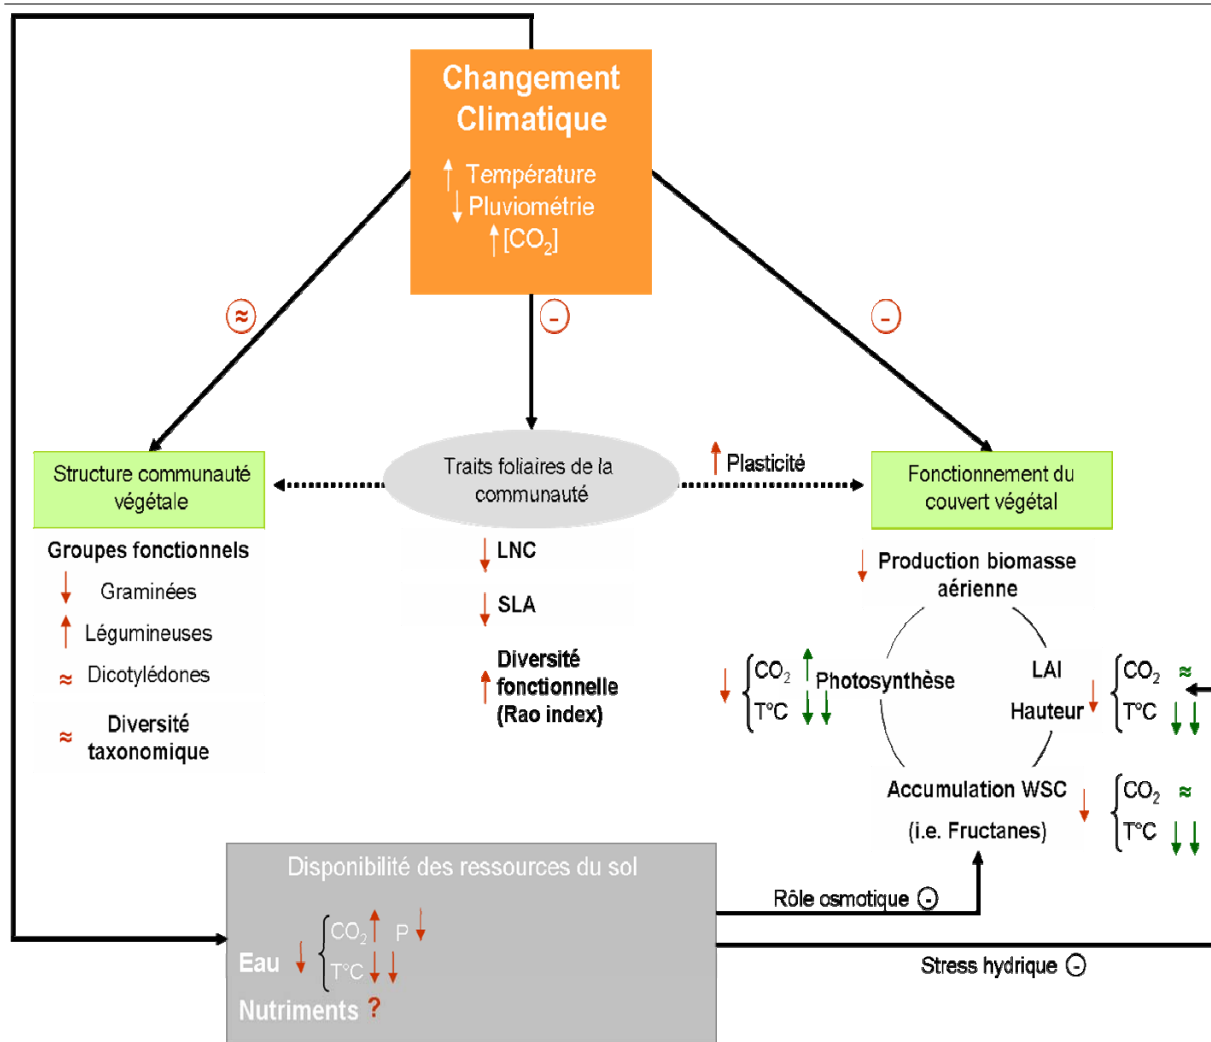 Changement
Climatique
↑ Température
↓ Pluviométrie
↑ [CO₂]
≈
-
-
Structure communauté
végétale
Traits foliaires de la
communauté
↑ Plasticité
Fonctionnement du
couvert végétal
Groupes fonctionnels
↓ Graminées
↑ Légumineuses
≈ Dicotylédones
≈ Diversité
taxonomique
↓ LNC
↓ SLA
↑ Diversité
fonctionnelle
(Rao index)
↓ Production biomasse
aérienne
↓ { CO₂ ↑
T°C ↓↓
Photosynthèse
LAI
Hauteur
↓ { CO₂ ≈
T°C ↓↓
Accumulation WSC
(i.e. Fructanes)
↓ { CO₂ ≈
T°C ↓↓
Disponibilité des ressources du sol
Eau ↓ { CO₂ ↑ P ↓
T°C ↓↓
Nutriments ?
Rôle osmotique -
Stress hydrique -